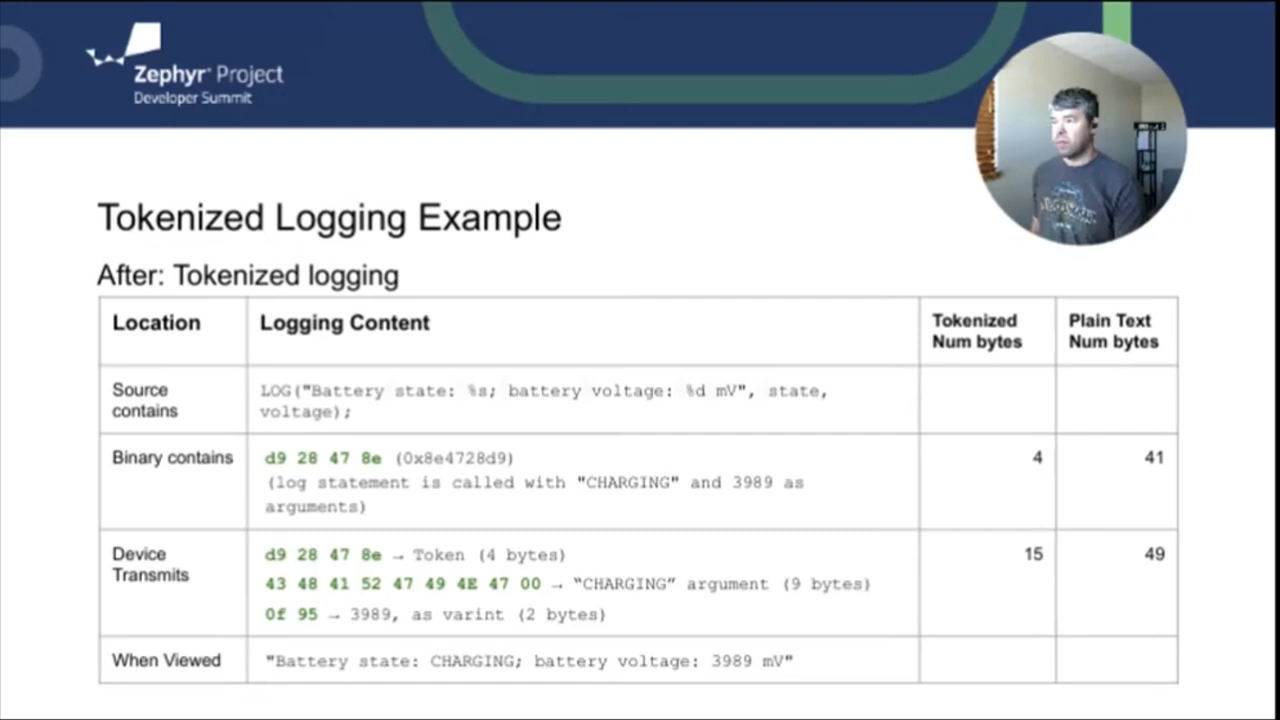 Zephyr™ Project
Developer Summit
Tokenized Logging Example
After: Tokenized logging
Location
Logging Content
Tokenized
Num bytes
Plain Text
Num bytes
Source
contains
LOG("Battery state: %s; battery voltage: %d mV", state,
voltage);
Binary contains
d9 28 47 8e (0x8e4728d9)
(log statement is called with "CHARGING" and 3989 as
arguments)
4
41
Device
Transmits
d9 28 47 8e → Token (4 bytes)
43 48 41 52 47 49 4E 47 00 → “CHARGING” argument (9 bytes)
0f 95 → 3989, as varint (2 bytes)
15
49
When Viewed
"Battery state: CHARGING; battery voltage: 3989 mV"